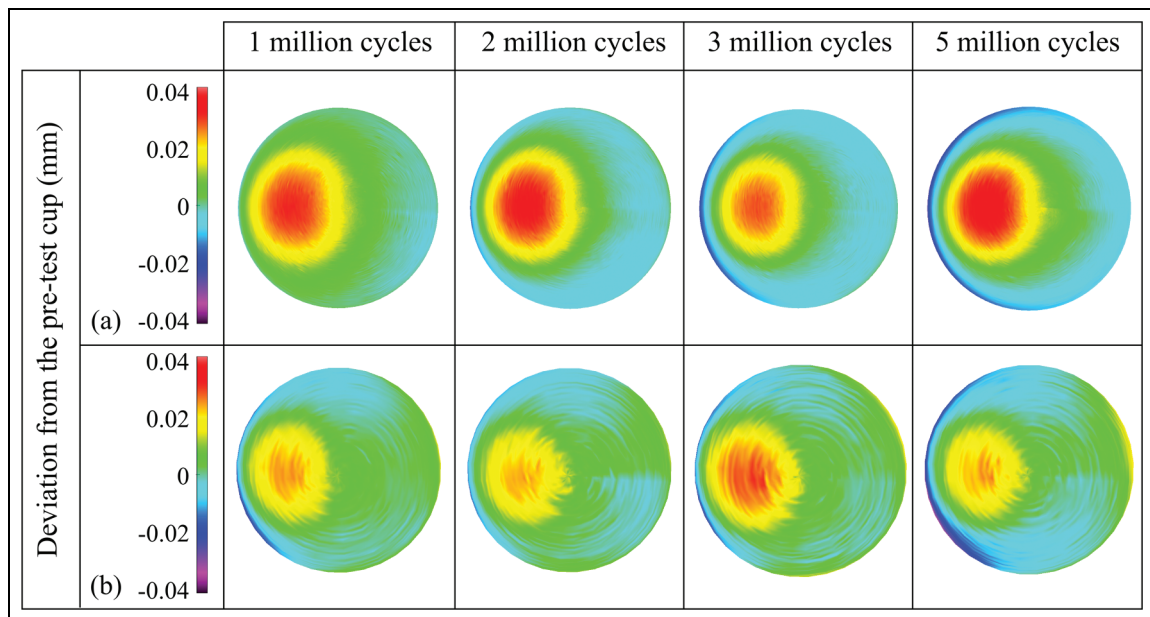 1 million cycles
2 million cycles
3 million cycles
5 million cycles
Deviation from the pre-test cup (mm)
0.04
0.02
0
-0.02
-0.04
(a)
0.04
0.02
0
-0.02
-0.04
(b)